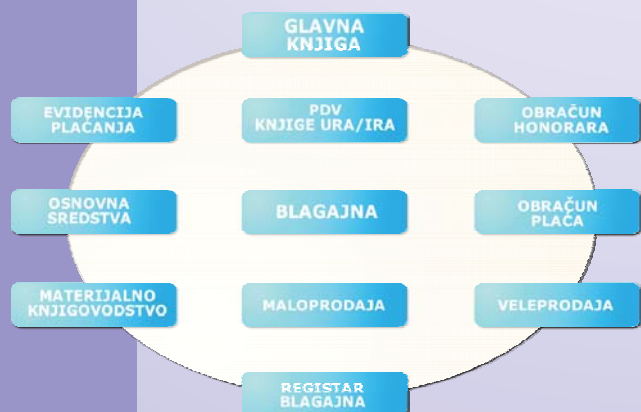 GLAVNA
KNJIGA
EVIDENCIJA
PLAĆANJA
PDV
KNJIGE URA/IRA
OBRAČUN
HONORARA
OSNOVNA
SREDSTVA
BLAGAJNA
OBRAČUN
PLAĆA
MATERIJALNO
KNJIGOVODSTVO
MALOPRODAJA
VELEPRODAJA
REGISTAR
BLAGAJNA